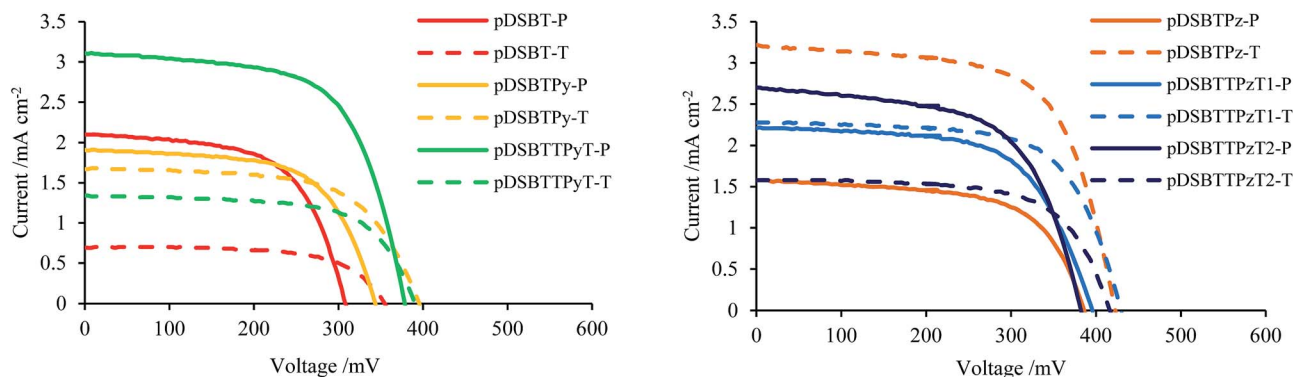 3.5
3
2.5
2
1.5
1
0.5
0
0 100 200 300 400 500 600
Current /mA cm-2
Voltage /mV
pDSBT-P
pDSBT-T
pDSBTPy-P
pDSBTPy-T
pDSBTTPyT-P
pDSBTTPyT-T
3.5
3
2.5
2
1.5
1
0.5
0
0 100 200 300 400 500 600
Current /mA cm-2
Voltage /mV
pDSBTPz-P
pDSBTPz-T
pDSBTTPzT1-P
pDSBTTPzT1-T
pDSBTTPzT2-P
pDSBTTPzT2-T